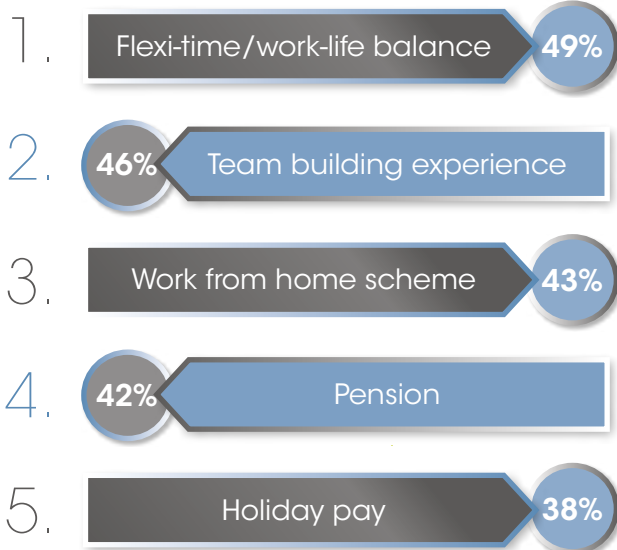 1. Flexi-time/work-life balance 49%
2. 46% Team building experience
3. Work from home scheme 43%
4. 42% Pension
5. Holiday pay 38%